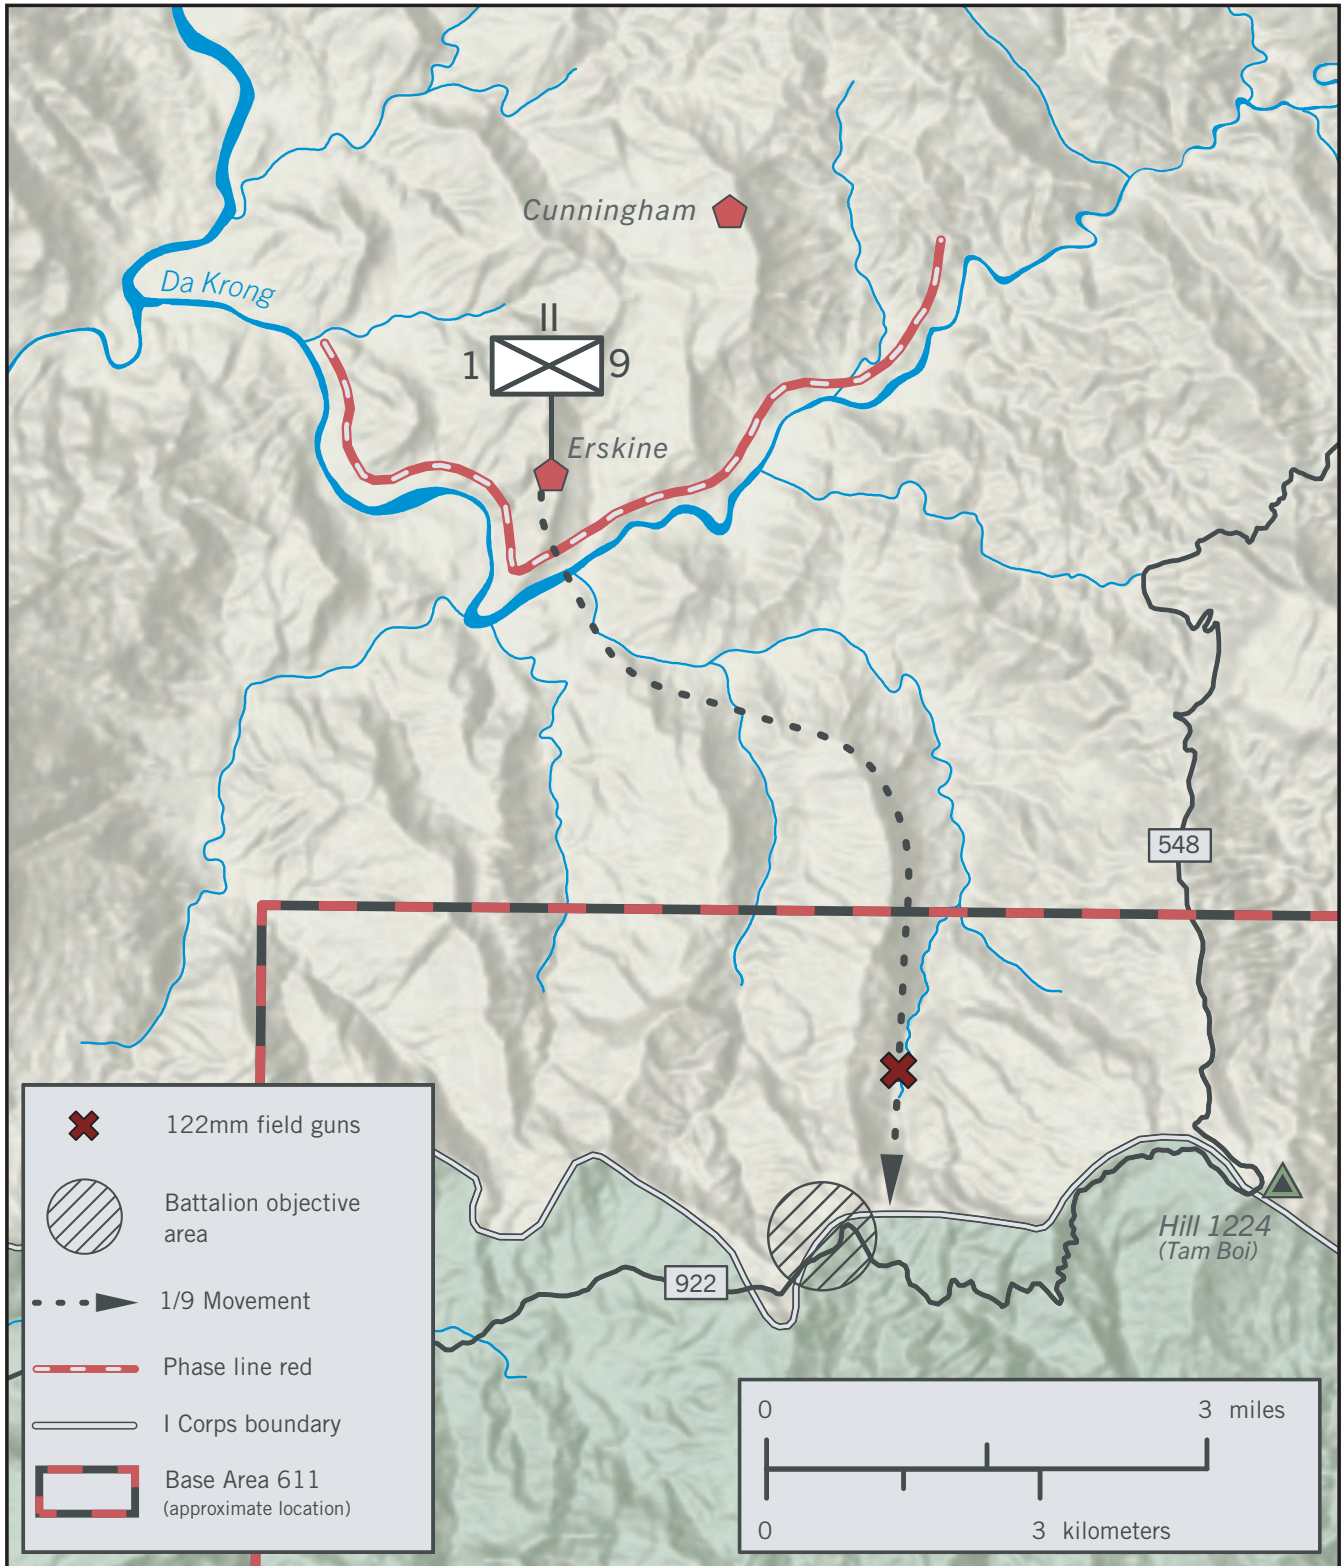 Cunningham
Da Krong
II
1
9
Erskine
548
Hill 1224
(Tam Boi)
922
122mm field guns
Battalion objective
area
1/9 Movement
Phase line red
I Corps boundary
Base Area 611
(approximate location)
0
3 miles
0
3 kilometers